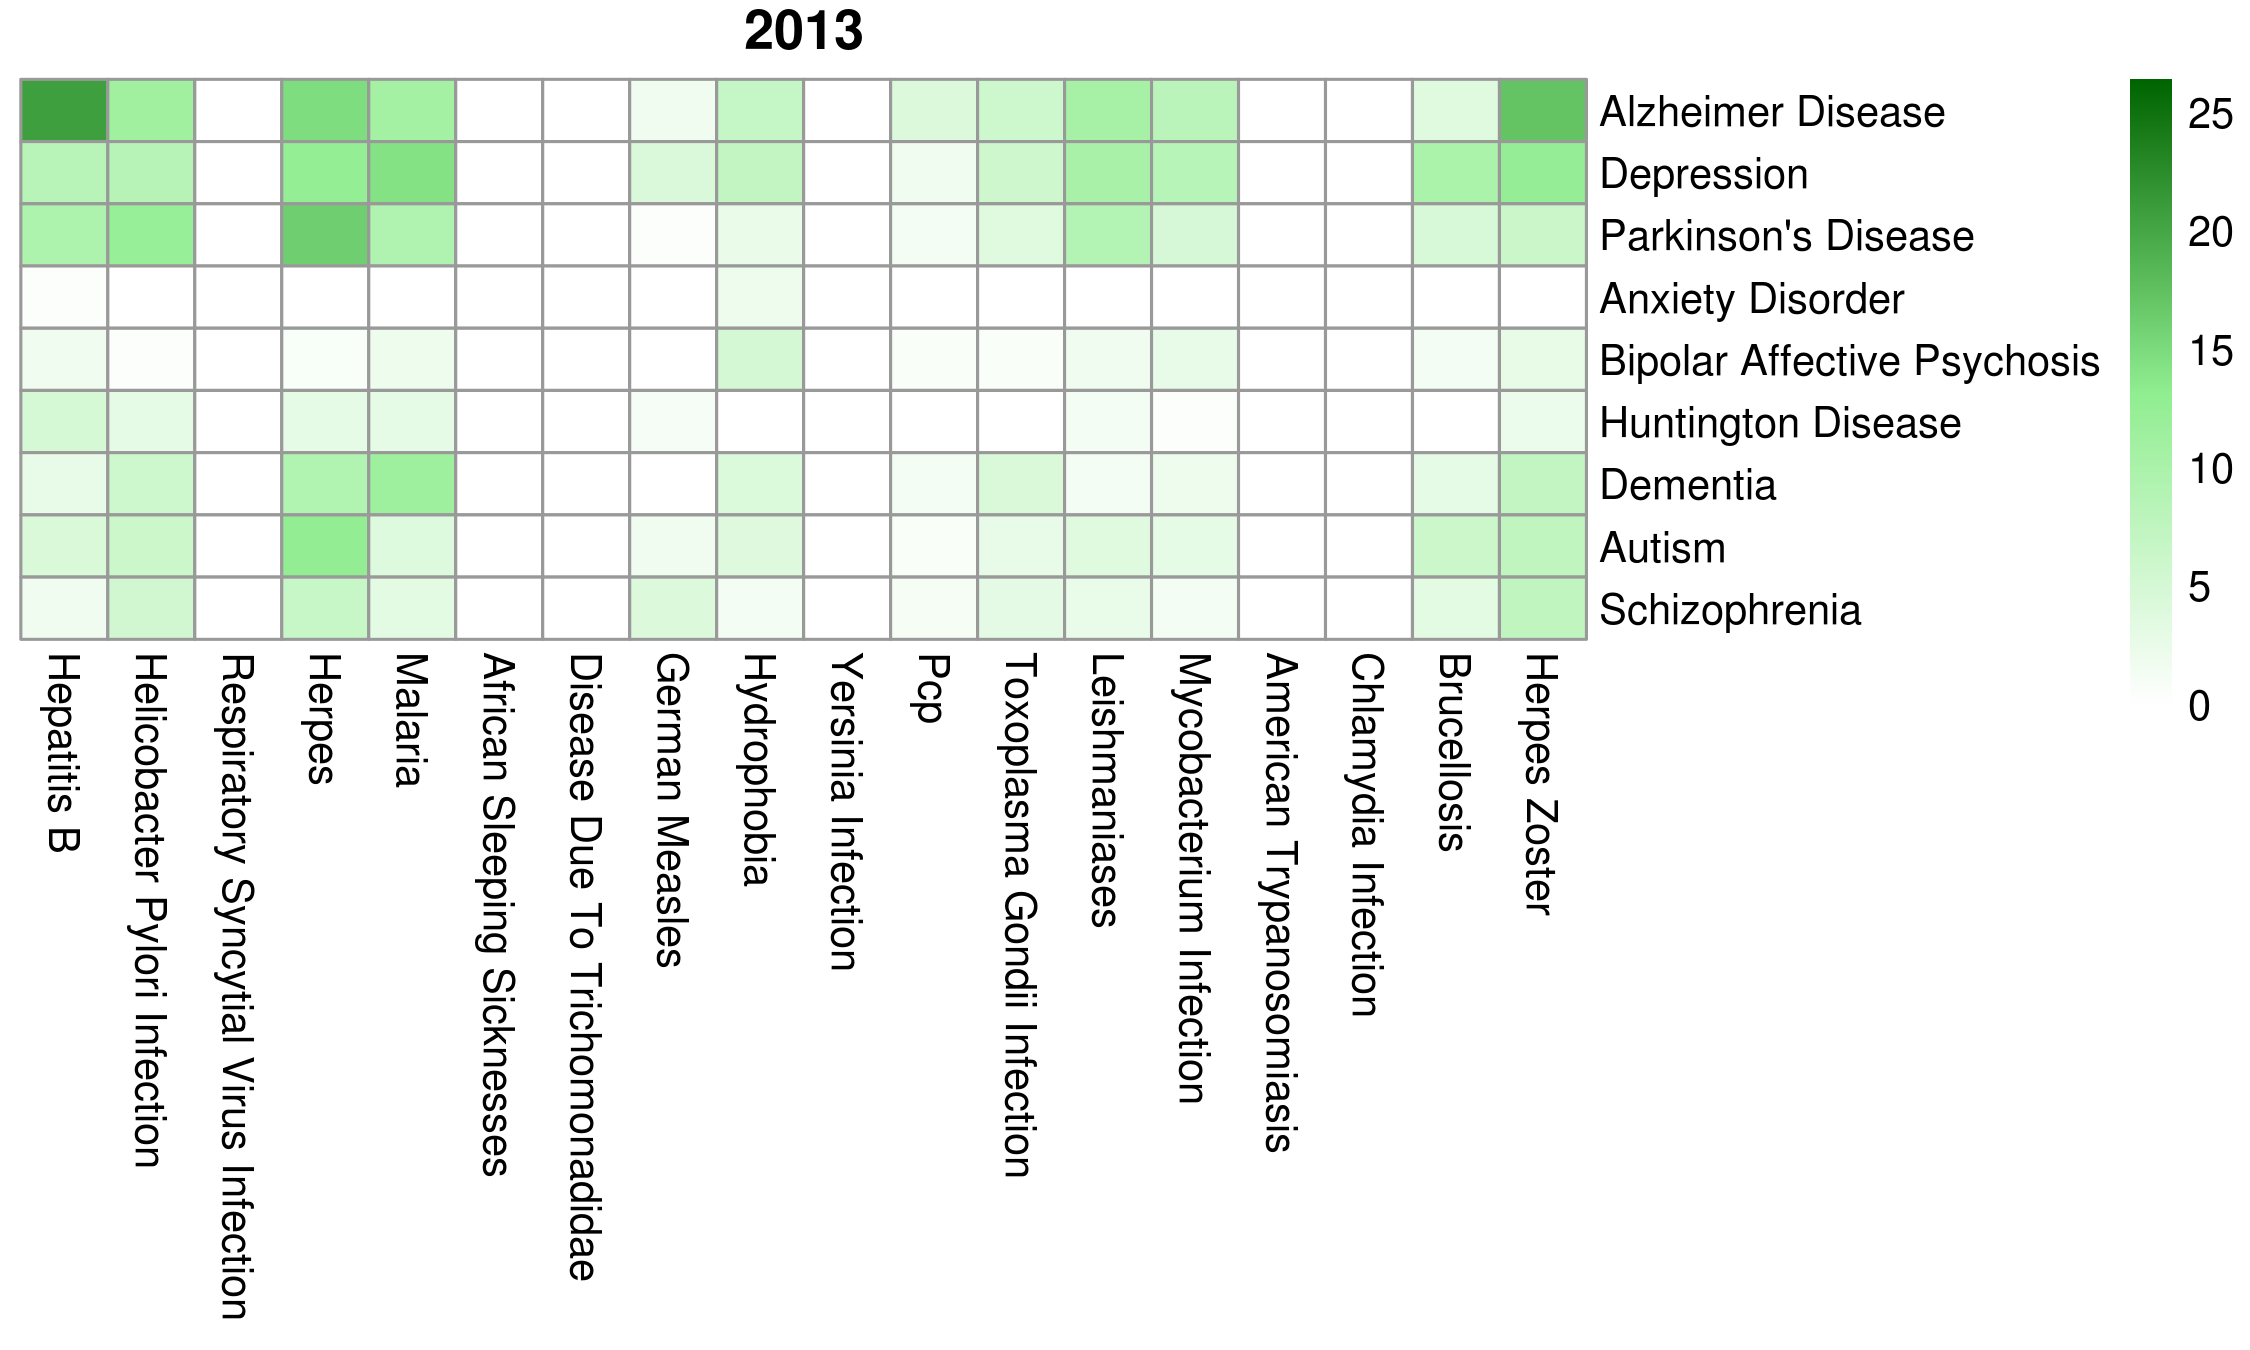 2013
Alzheimer Disease
Depression
Parkinson's Disease
Anxiety Disorder
Bipolar Affective Psychosis
Huntington Disease
Dementia
Autism
Schizophrenia
25
20
15
10
5
0
Hepatitis B
Helicobacter Pylori Infection
Respiratory Syncytial Virus Infection
Herpes
Malaria
African Sleeping Sicknesses
Disease Due To Trichomonadidae
German Measles
Hydrophobia
Yersinia Infection
Pcp
Toxoplasma Gondii Infection
Leishmaniases
Mycobacterium Infection
American Trypanosomiasis
Chlamydia Infection
Brucellosis
Herpes Zoster